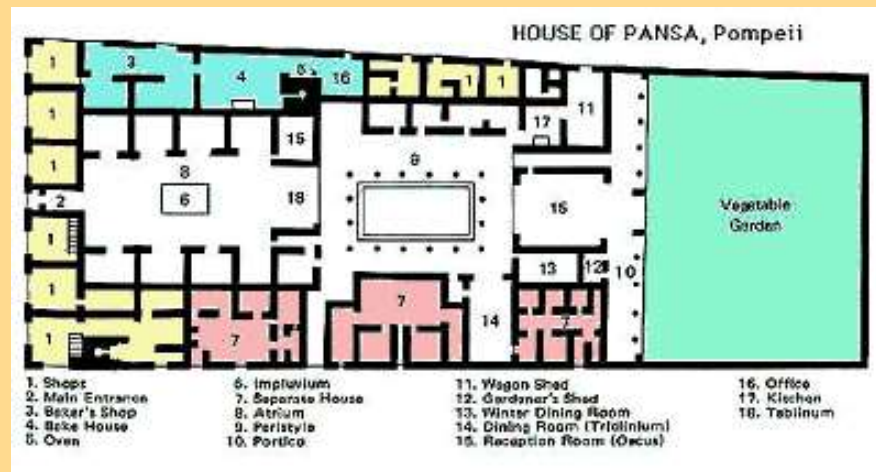 HOUSE OF PANSA, Pompeii
1 3 4 5 16 1 1
11
1 15 17
1 8 9
2 6 18 15 Vegetable
Garden
1
13 12 10
1 7
1 7 14 7
1. Shops
2. Main Entrance
3. Baker's Shop
4. Bake House
5. Oven
6. Impluvium
7. Separate House
8. Atrium
9. Peristyle
10. Portico
11. Wagon Shed
12. Gardener's Shed
13. Winter Dining Room
14. Dining Room (Triclinium)
15. Reception Room (Oecus)
16. Office
17. Kitchen
18. Tablinum